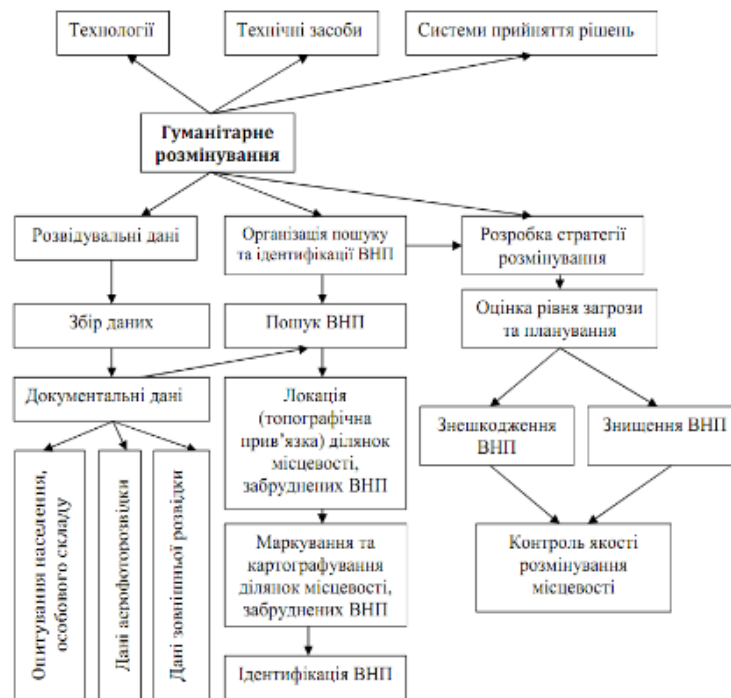 Технології
Технічні засоби
Системи прийняття рішень
Гуманітарне
розмінування
Розвідувальні дані
Організація пошуку
та ідентифікації ВНП
Розробка стратегії
розмінування
Збір даних
Пошук ВНП
Оцінка рівня загрози
та планування
Документальні дані
Локація
(топографічна
прив’язка) ділянок
місцевості,
забруднених ВНП
Знешкодження
ВНП
Знищення ВНП
Опитування населення,
особового складу
Дані аерофоторозвідки
Дані зовнішньої розвідки
Маркування та
картографування
ділянок місцевості,
забруднених ВНП
Контроль якості
розмінування
місцевості
Ідентифікація ВНП